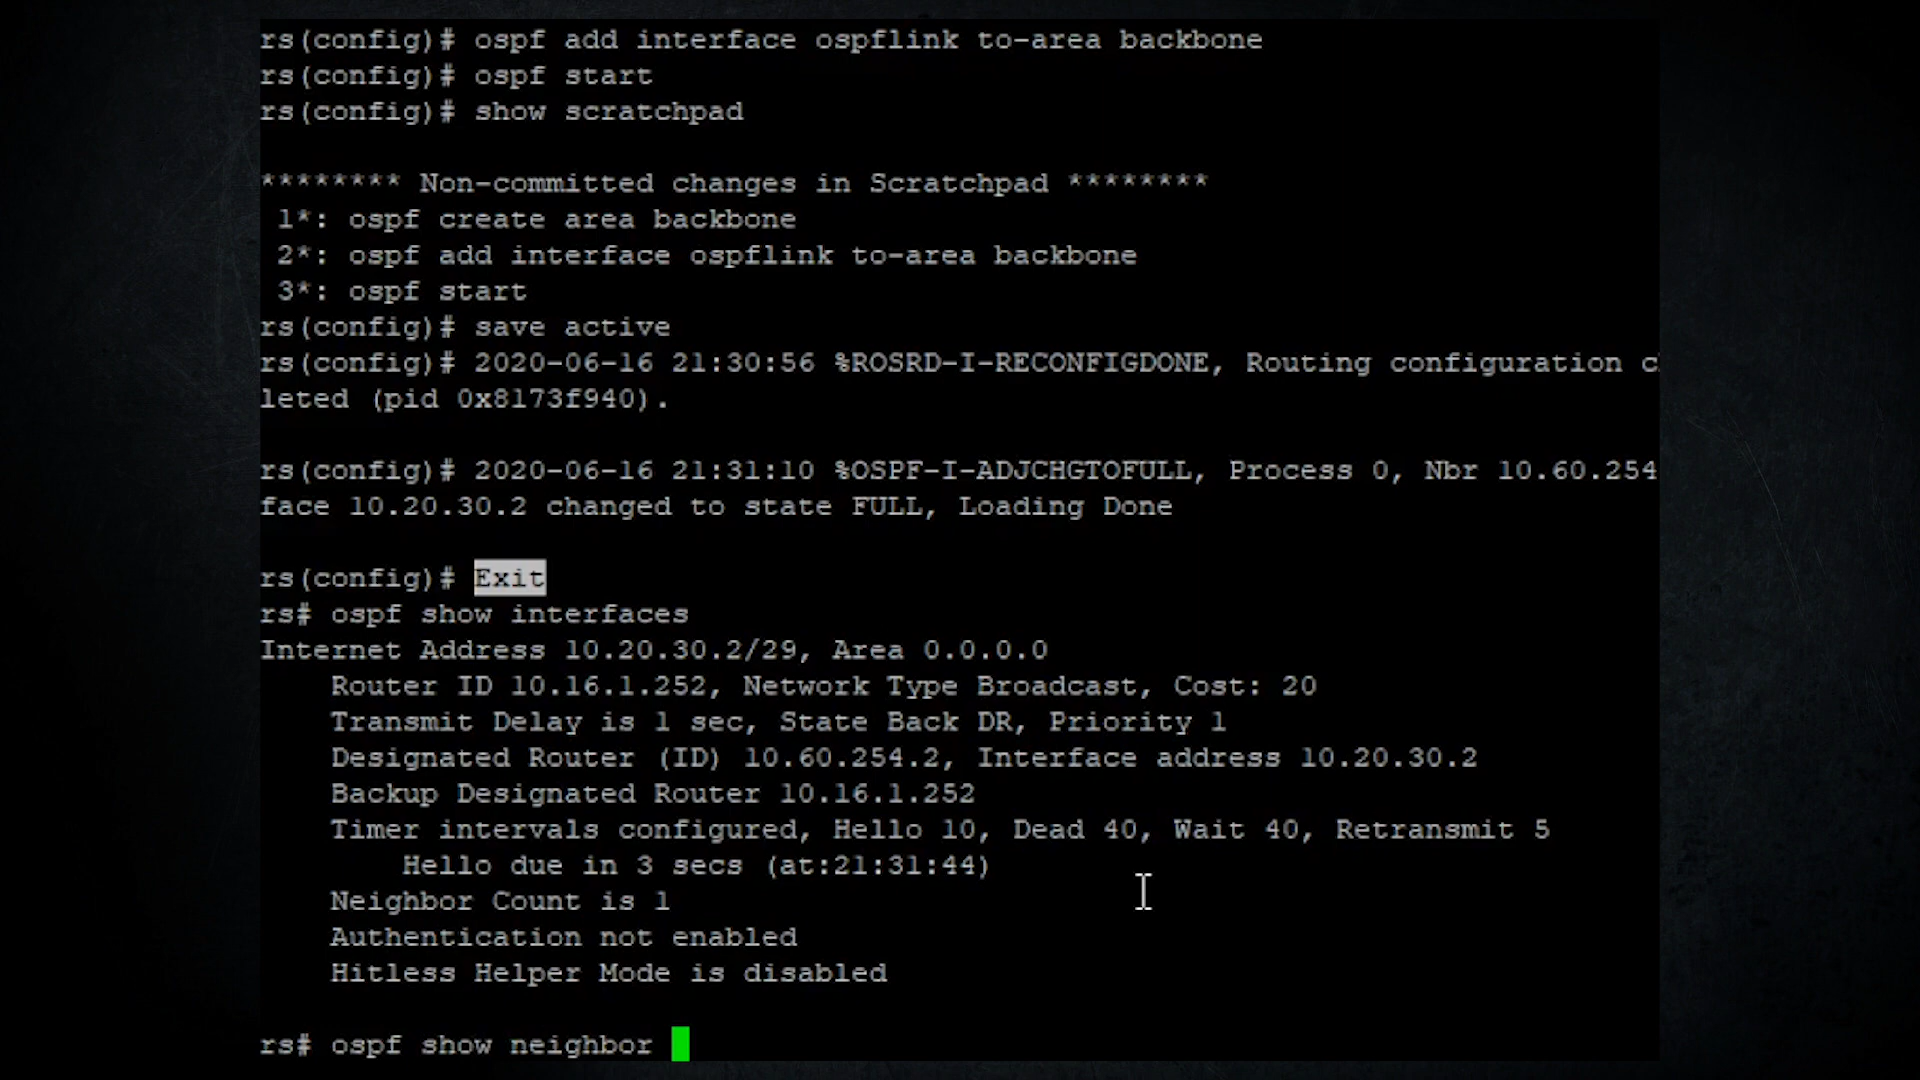 rs(config)# ospf add interface ospflink to-area backbone
rs(config)# ospf start
rs(config)# show scratchpad
******** Non-committed changes in Scratchpad ********
1*: ospf create area backbone
2*: ospf add interface ospflink to-area backbone
3*: ospf start
rs(config)# save active
rs(config)# 2020-06-16 21:30:56 %ROSRD-I-RECONFIGDONE, Routing configuration c
leted (pid 0x8173f940).
rs(config)# 2020-06-16 21:31:10 %OSPF-I-ADJCHGTOFULL, Process 0, Nbr 10.60.254
face 10.20.30.2 changed to state FULL, Loading Done
rs(config)# Exit
rs# ospf show interfaces
Internet Address 10.20.30.2/29, Area 0.0.0.0
Router ID 10.16.1.252, Network Type Broadcast, Cost: 20
Transmit Delay is 1 sec, State Back DR, Priority 1
Designated Router (ID) 10.60.254.2, Interface address 10.20.30.2
Backup Designated Router 10.16.1.252
Timer intervals configured, Hello 10, Dead 40, Wait 40, Retransmit 5
Hello due in 3 secs (at:21:31:44)
Neighbor Count is 1
Authentication not enabled
Hitless Helper Mode is disabled
rs# ospf show neighbor